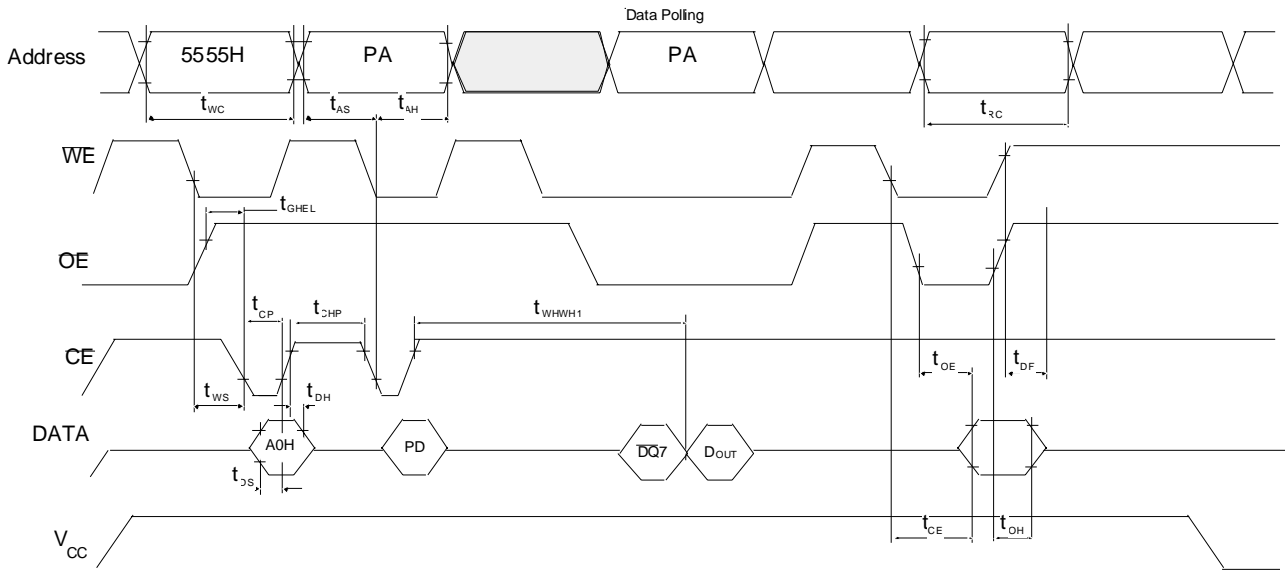 Data Polling
Address 5555H PA PA
tWC tAS tAH tRC
WE
tGHEL
OE
tCP tCHP tWHWH1
CE
tOE tDF
tWS tDH
DATA A0H PD DQ7 DOUT
tDS
VCC tCE tOH